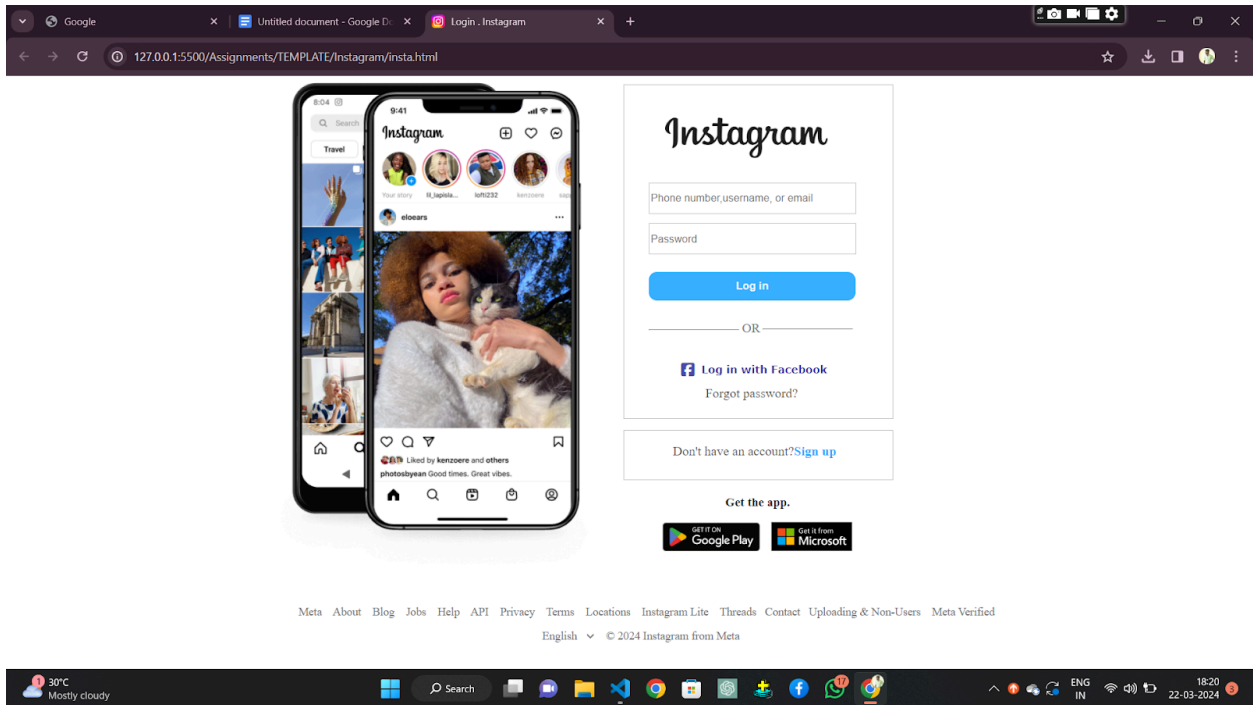 Google
Untitled document - Google Do
Login . Instagram
127.0.0.1:5500/Assignments/TEMPLATE/Instagram/insta.html
8:04
Search
Travel
9:41
Instagram
Your story
lil_lapisla...
lofti232
kenzoere
eloears
Liked by kenzoere and others
photosbyean Good times. Great vibes.
Instagram
Phone number,username, or email
Password
Log in
OR
Log in with Facebook
Forgot password?
Don't have an account?Sign up
Get the app.
GET IT ON
Google Play
Get it from
Microsoft
Meta About Blog Jobs Help API Privacy Terms Locations Instagram Lite Threads Contact Uploading & Non-Users Meta Verified
English © 2024 Instagram from Meta
1
30°C
Mostly cloudy
Search
17
ENG
IN
18:20
22-03-2024
3